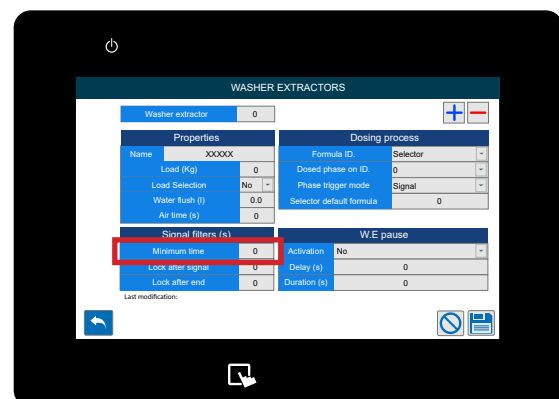 WASHER EXTRACTORS
Washer extractor 0
Properties
Name XXXXX
Load (Kg) 0
Load Selection No
Water flush (l) 0.0
Air time (s) 0
Dosing process
Formula ID. Selector
Dosed phase on ID. 0
Phase trigger mode Signal
Selector default formula 0
Signal filters (s)
Minimum time 0
Lock after signal 0
Lock after end 0
W.E pause
Activation No
Delay (s) 0
Duration (s) 0
Last modification: